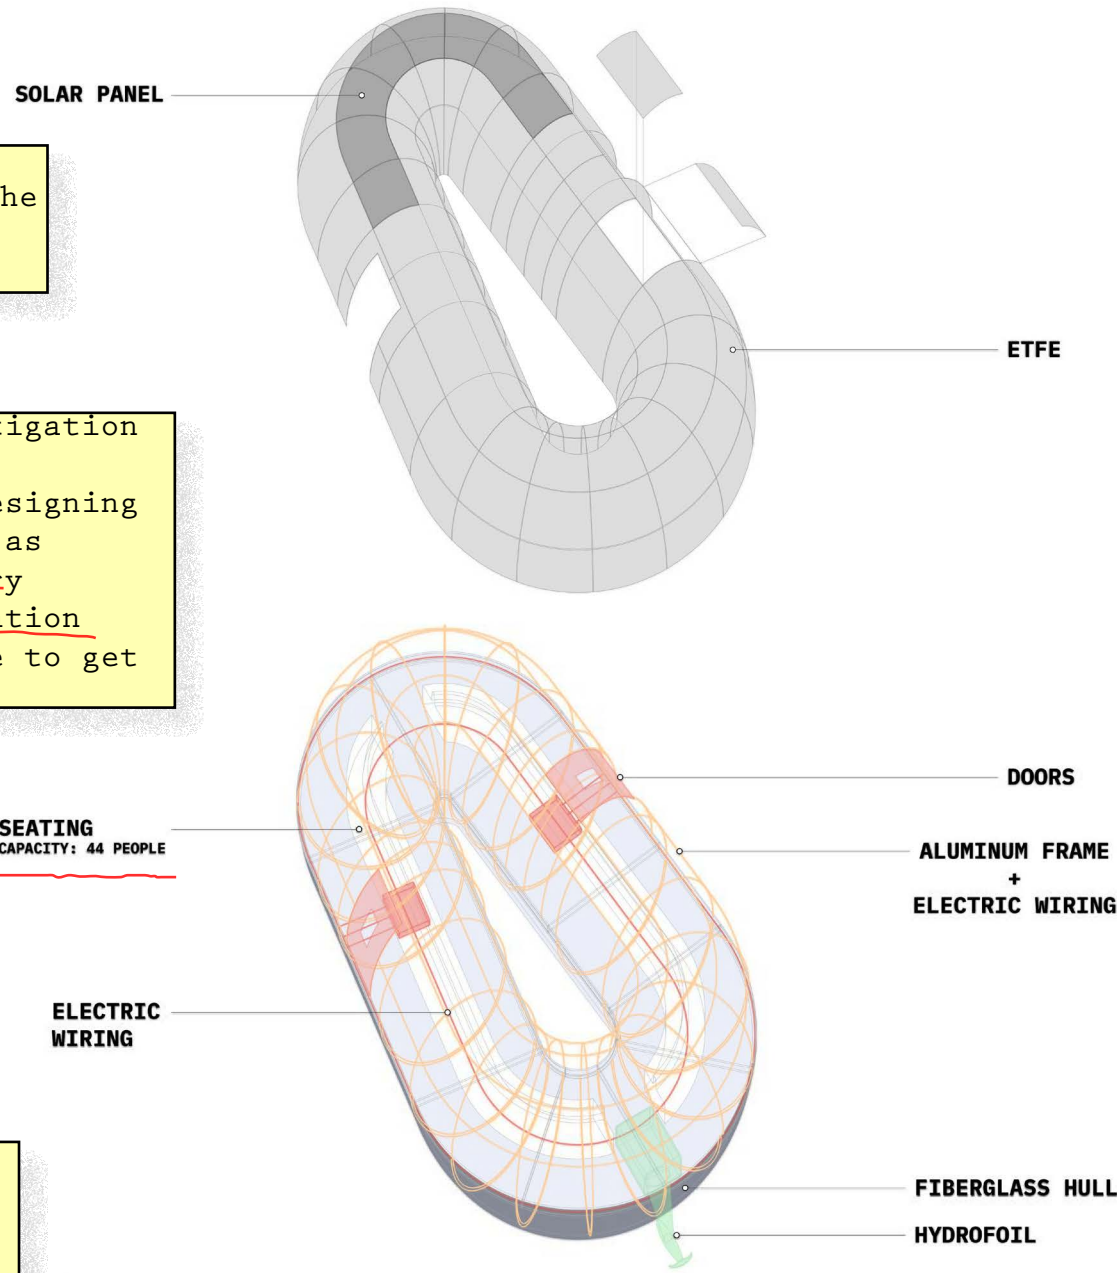 SOLAR PANEL
he
ETFE
tigation
esigning
as
y
tion
e to get
DOORS
SEATING
CAPACITY: 44 PEOPLE
ALUMINUM FRAME
+
ELECTRIC WIRING
ELECTRIC
WIRING
FIBERGLASS HULL
HYDROFOIL